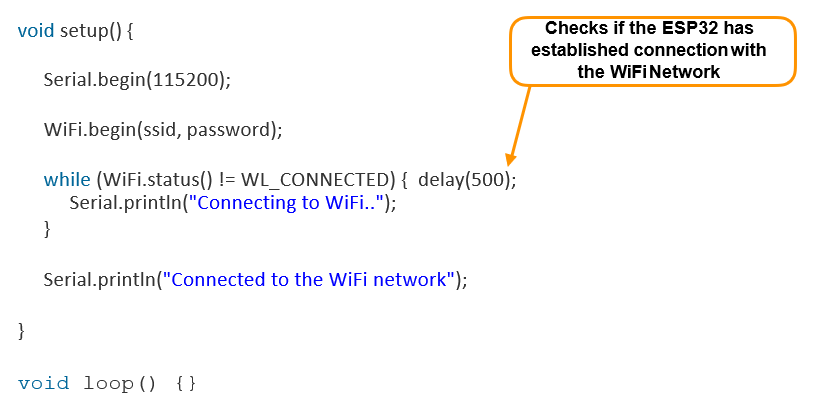 void setup() {
Checks if the ESP32 has
established connection with
the WiFi Network
Serial.begin(115200);
WiFi.begin(ssid, password);
while (WiFi.status() != WL_CONNECTED) {  delay(500);
Serial.println("Connecting to WiFi..");
}
Serial.println("Connected to the WiFi network");
}
void loop() {}